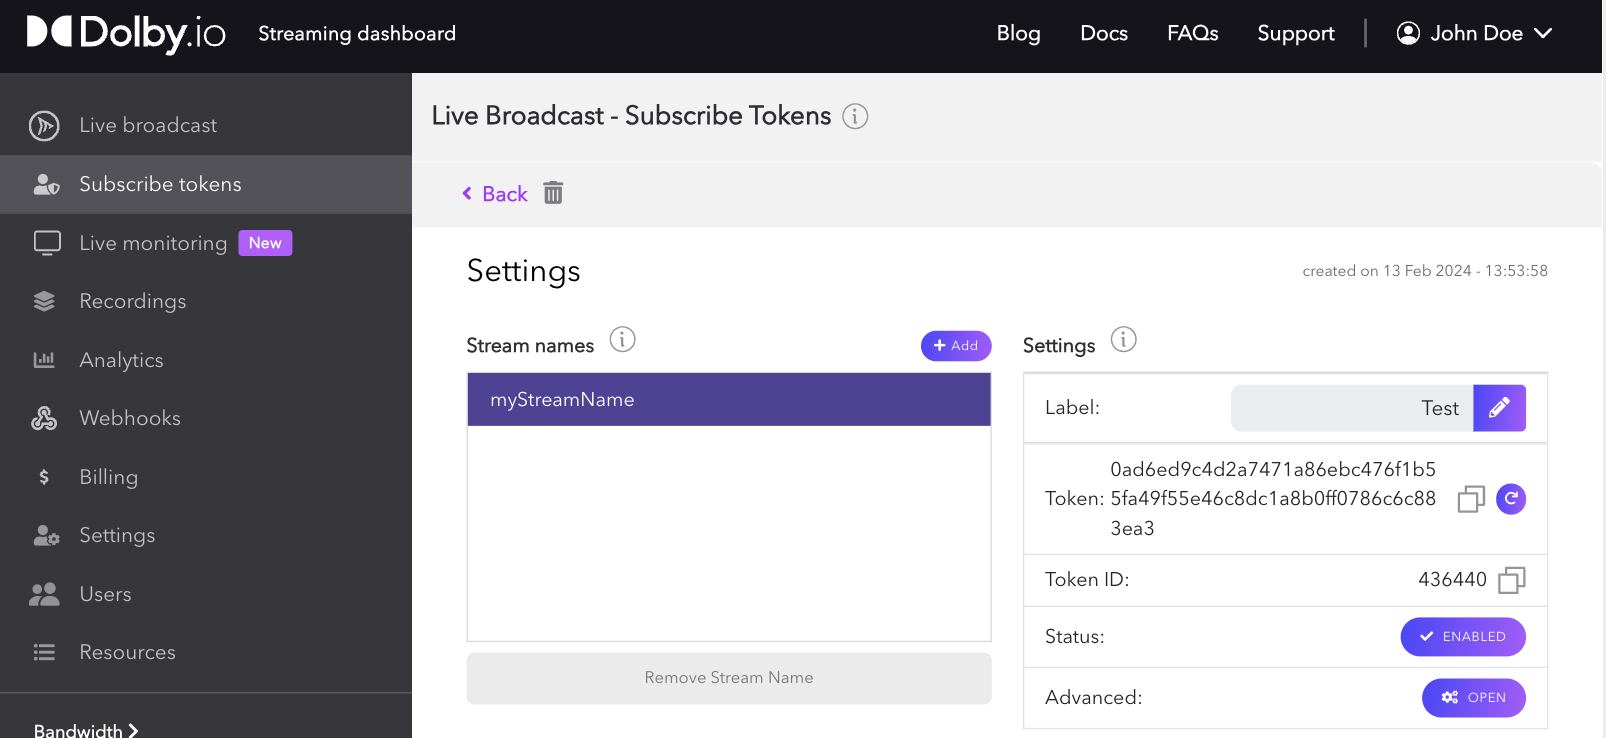 Dolby.io Streaming dashboard Blog Docs FAQs Support John Doe
Live broadcast
Subscribe tokens
Live monitoring New
Recordings
Analytics
Webhooks
Billing
Settings
Users
Resources
Bandwidth
Live Broadcast - Subscribe Tokens
Back
Settings
created on 13 Feb 2024 - 13:53:58
Stream names
+ Add
myStreamName
Remove Stream Name
Settings
Label: Test
Token: 0ad6ed9c4d2a7471a86ebc476f1b5
5fa49f55e46c8dc1a8b0ff0786c6c88
3ea3
Token ID: 436440
Status: ENABLED
Advanced: OPEN